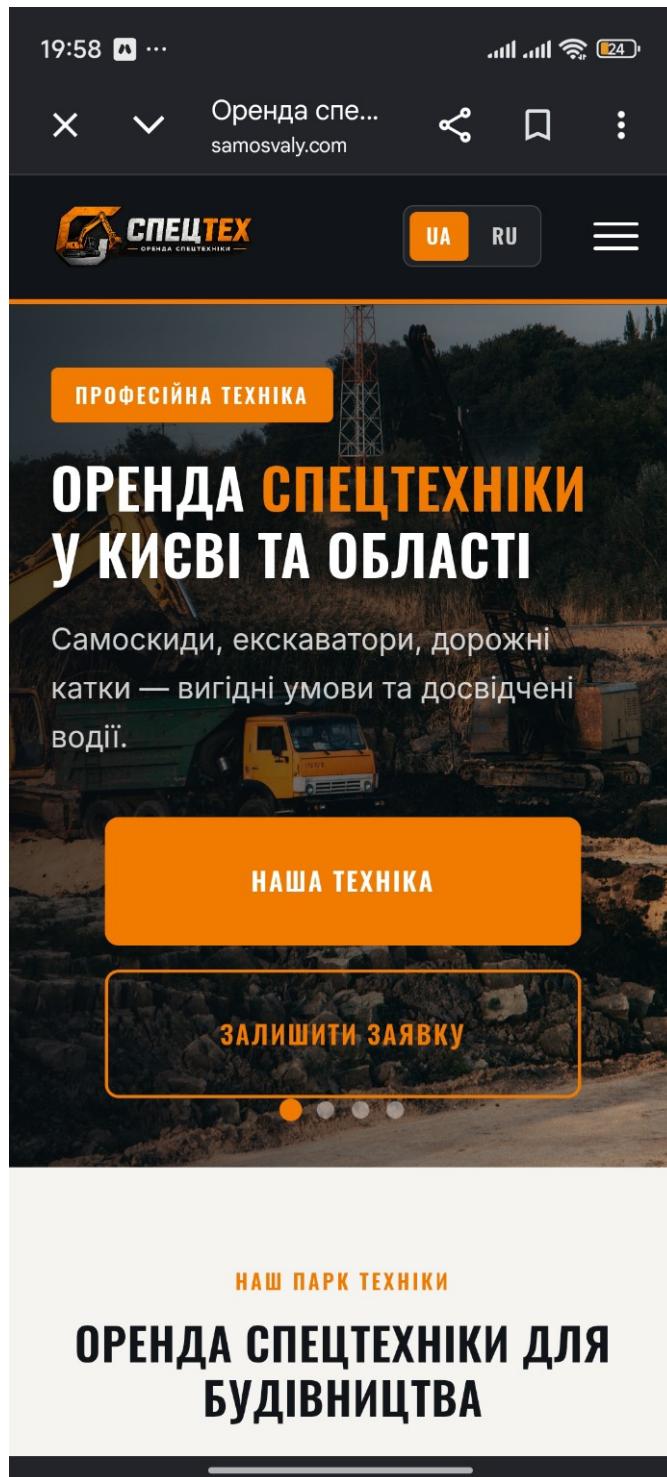 19:58
24
Оренда спе...
samosvaly.com
СПЕЦТЕХ
ОРЕНДА СПЕЦТЕХНІКИ
UA RU
ПРОФЕСІЙНА ТЕХНІКА
ОРЕНДА СПЕЦТЕХНІКИ
У КИЄВІ ТА ОБЛАСТІ
Самоскиди, екскаватори, дорожні
катки — вигідні умови та досвідчені
водії.
НАША ТЕХНІКА
ЗАЛИШИТИ ЗАЯВКУ
НАШ ПАРК ТЕХНІКИ
ОРЕНДА СПЕЦТЕХНІКИ ДЛЯ
БУДІВНИЦТВА